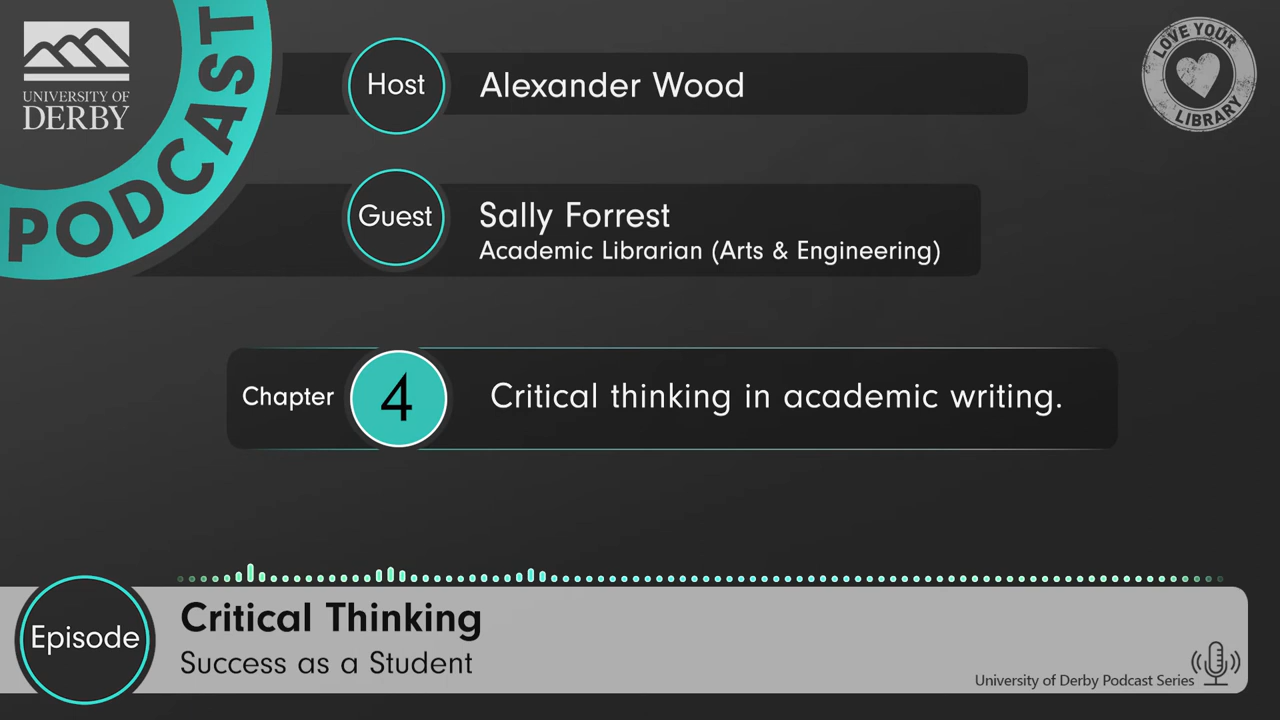 UNIVERSITY OF
DERBY
PODCAST
Host
Alexander Wood
LOVE YOUR
LIBRARY
Guest
Sally Forrest
Academic Librarian (Arts & Engineering)
Chapter
4
Critical thinking in academic writing.
Episode
Critical Thinking
Success as a Student
University of Derby Podcast Series